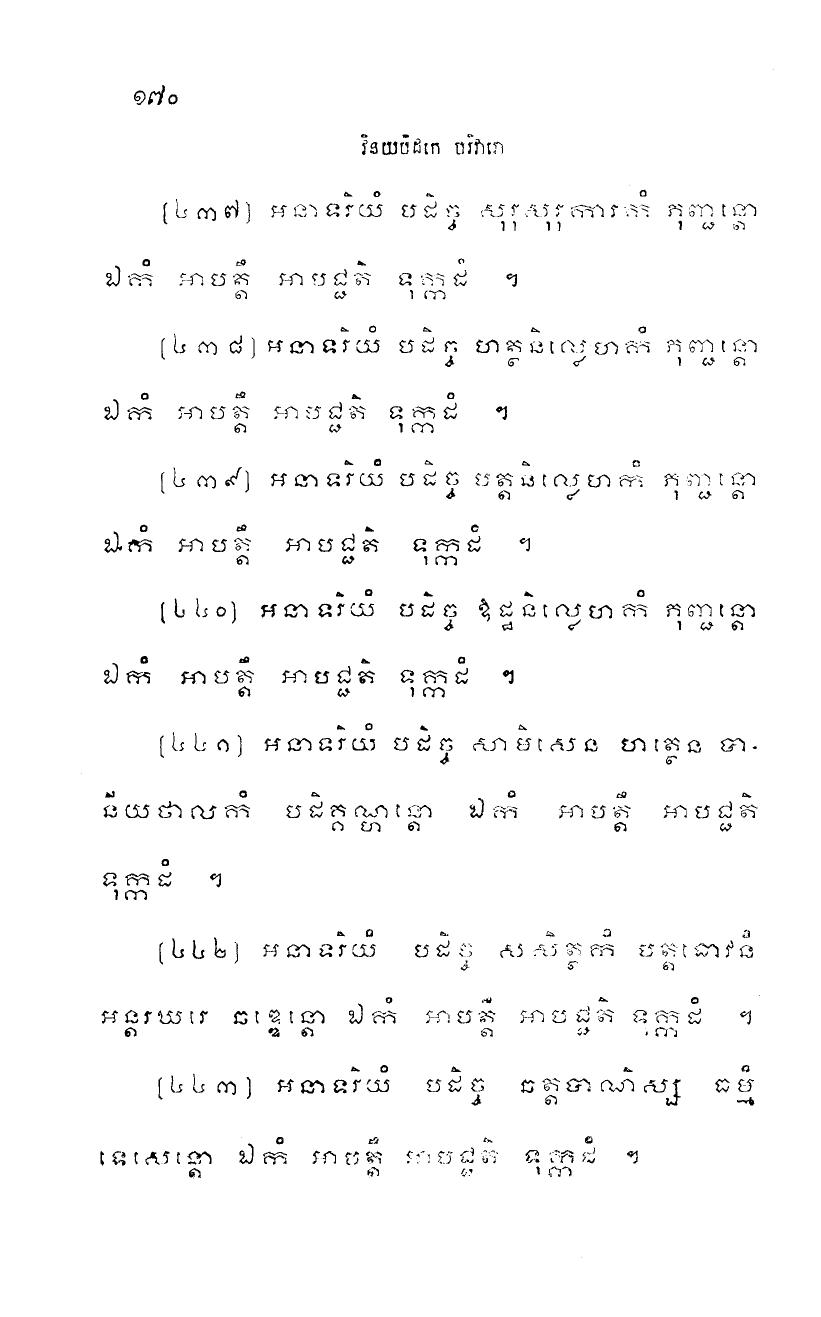 ១៧០
វិនយបិដកេ បរិវារោ
[៤៣៧] អនាទរិយំ បដិច្ច សុរុសុរុការកំ ភុញ្ជន្តោ
ឯកំ អាបត្តឹ អាបជ្ជតិ ទុក្កដំ ។
[៤៣៨] អនាទរិយំ បដិច្ច ហត្ថនិល្លេហកំ ភុញ្ជន្តោ
ឯកំ អាបត្តឹ អាបជ្ជតិ ទុក្កដំ ។
[៤៣៩] អនាទរិយំ បដិច្ច បត្តនិល្លេហកំ ភុញ្ជន្តោ
ឯកំ អាបត្តឹ អាបជ្ជតិ ទុក្កដំ ។
[៤៤០] អនាទរិយំ បដិច្ច ឱដ្ឋនិល្លេហកំ ភុញ្ជន្តោ
ឯកំ អាបត្តឹ អាបជ្ជតិ ទុក្កដំ ។
[៤៤១] អនាទរិយំ បដិច្ច សាមិសេន ហត្ថេន ទា-
នីយថាលកំ បដិគ្គណ្ហន្តោ ឯកំ អាបត្តឹ អាបជ្ជតិ
ទុក្កដំ ។
[៤៤២] អនាទរិយំ បដិច្ច សសិត្ថកំ បត្តធោវនំ
អន្តរឃរេ ឆឌ្ឌេន្តោ ឯកំ អាបត្តឹ អាបជ្ជតិ ទុក្កដំ ។
[៤៤៣] អនាទរិយំ បដិច្ច ឆត្តទាណិស្ស ធម្មំ
ទេសេន្តោ ឯកំ អាបត្តឹ អាបជ្ជតិ ទុក្កដំ ។